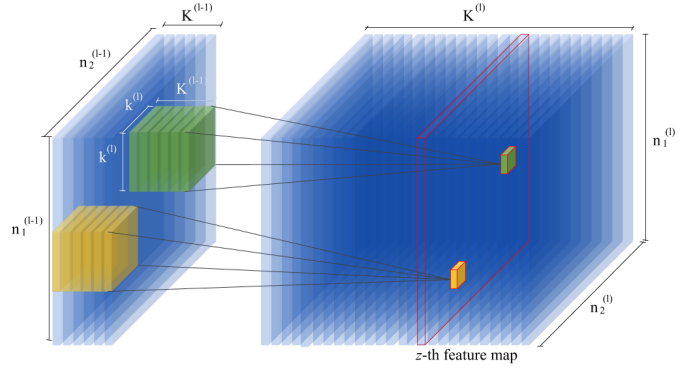 K^(l-1)
K^(l)
n_2^(l-1)
K^(l-1)
k^(l)
k^(l)
n_1^(l)
n_1^(l-1)
n_2^(l)
z-th feature map